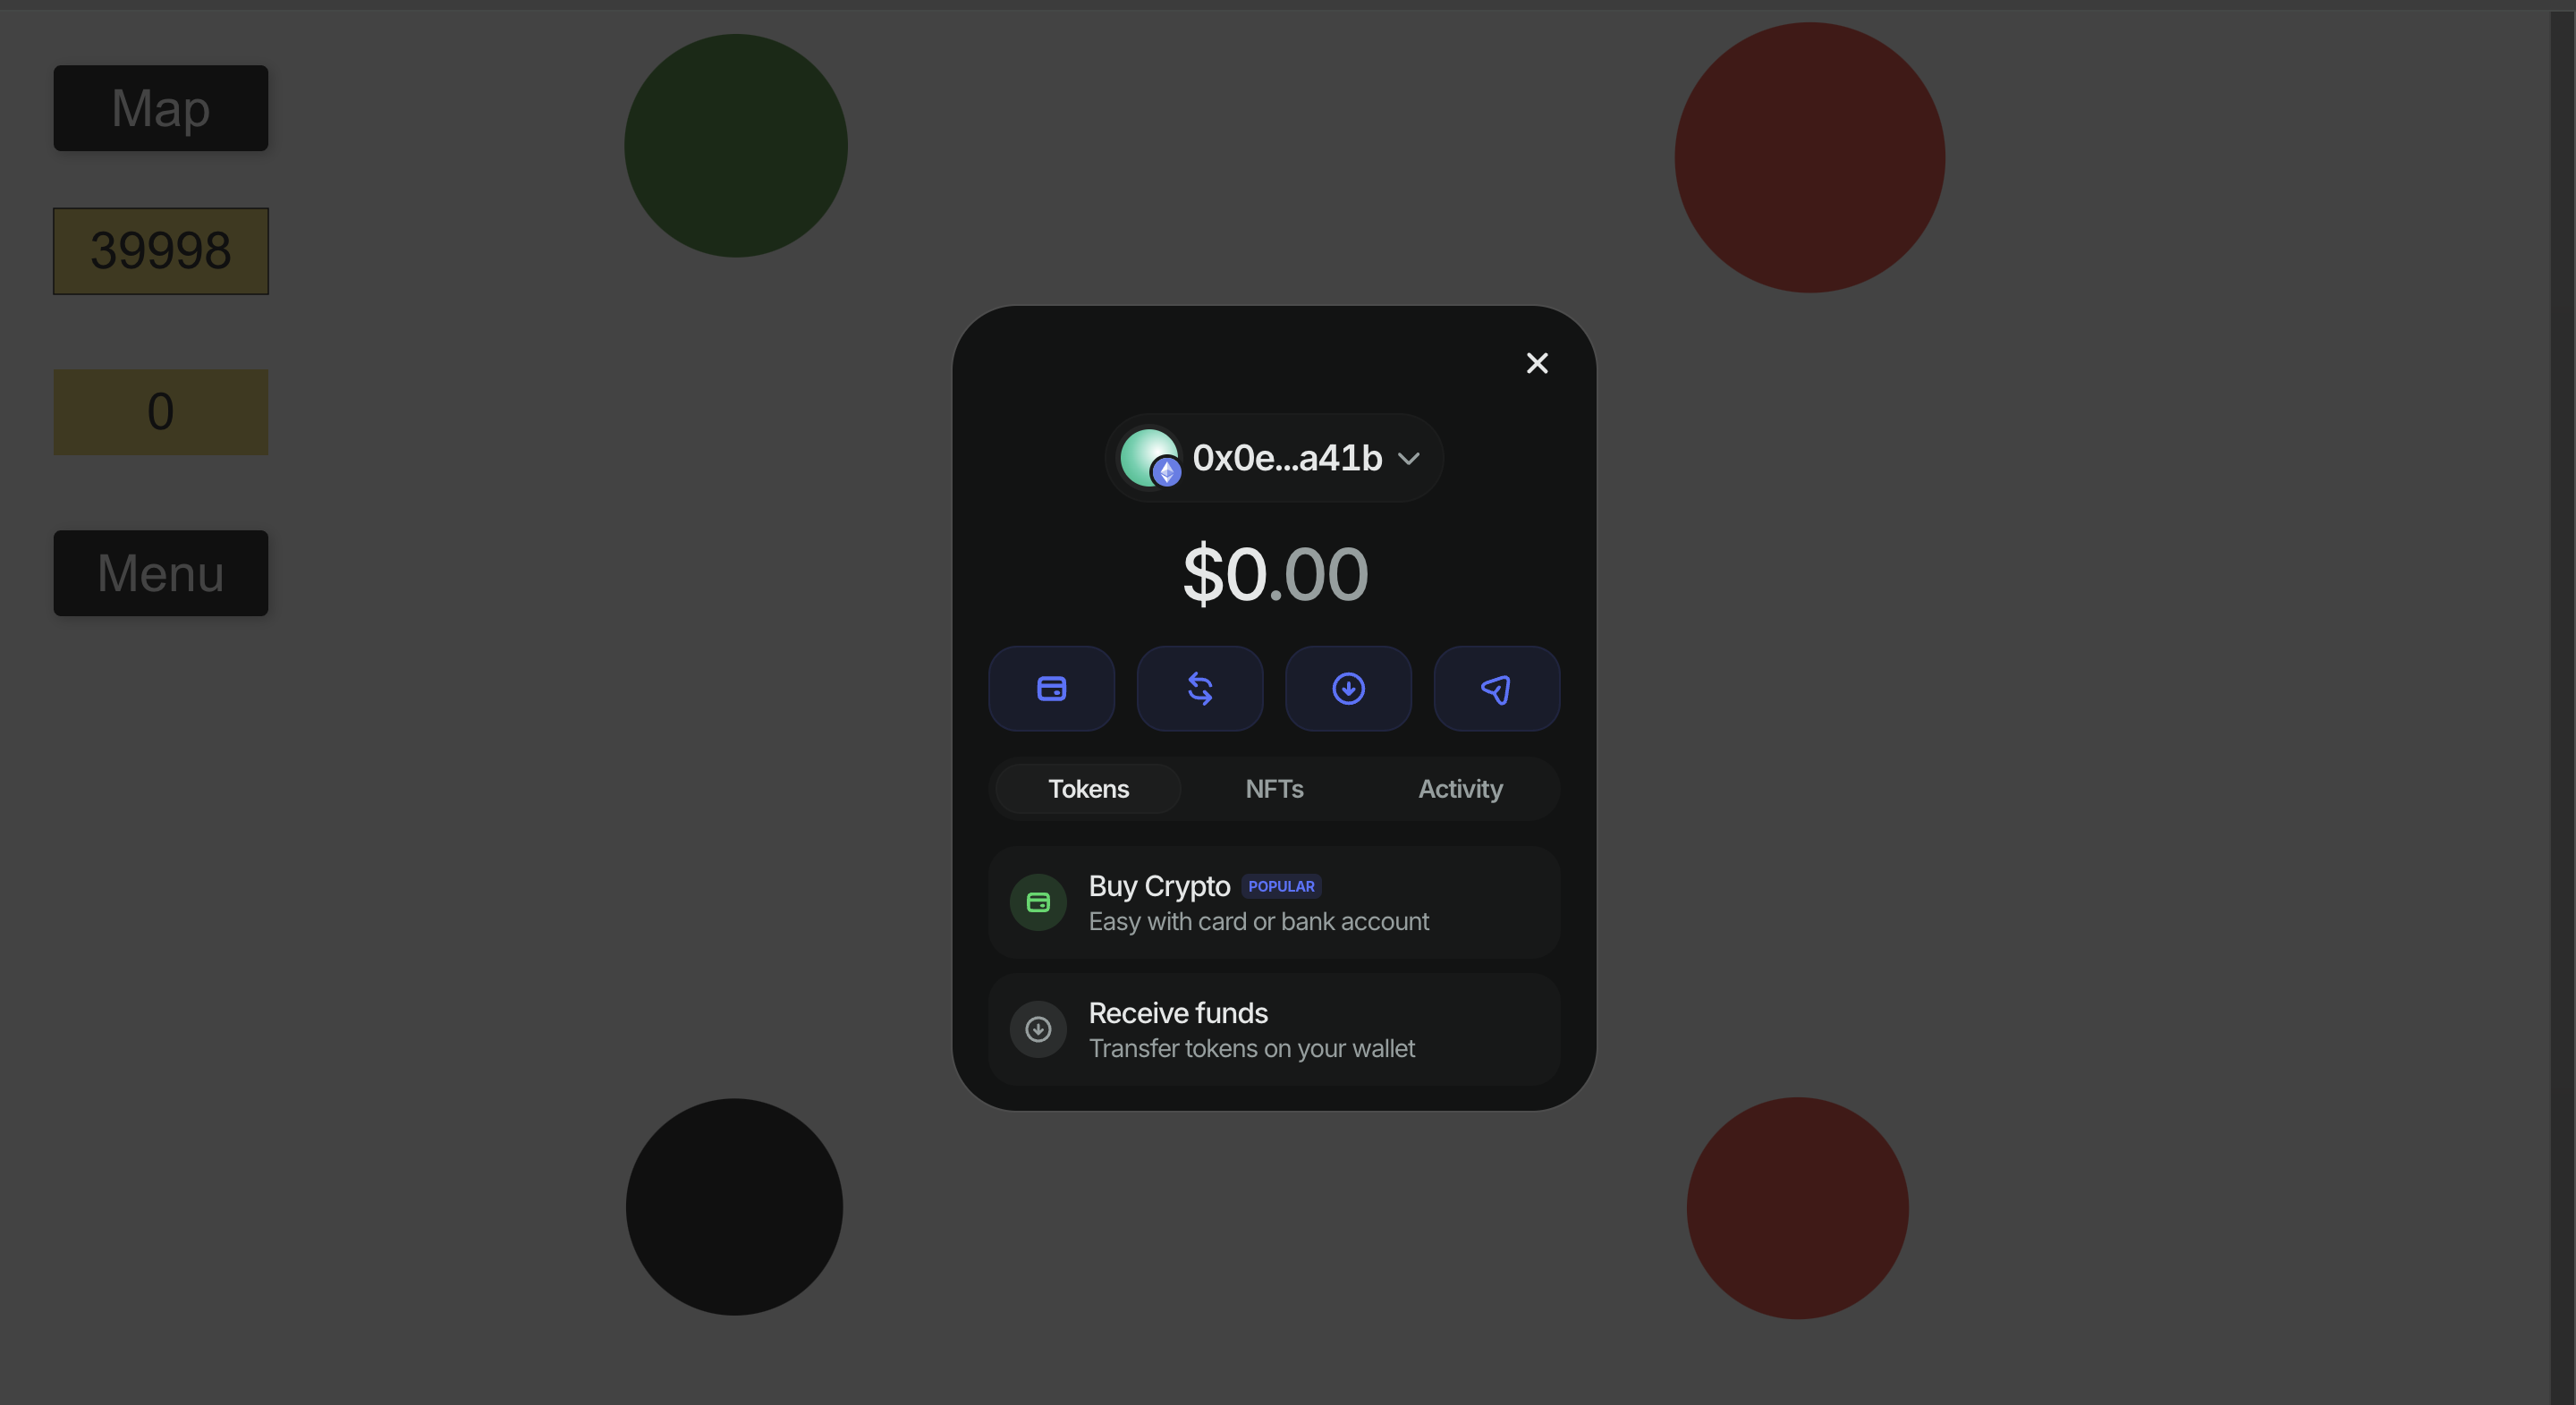 Map
39998
0
Menu
0x0e...a41b
$0.00
Tokens NFTs Activity
Buy Crypto POPULAR
Easy with card or bank account
Receive funds
Transfer tokens on your wallet